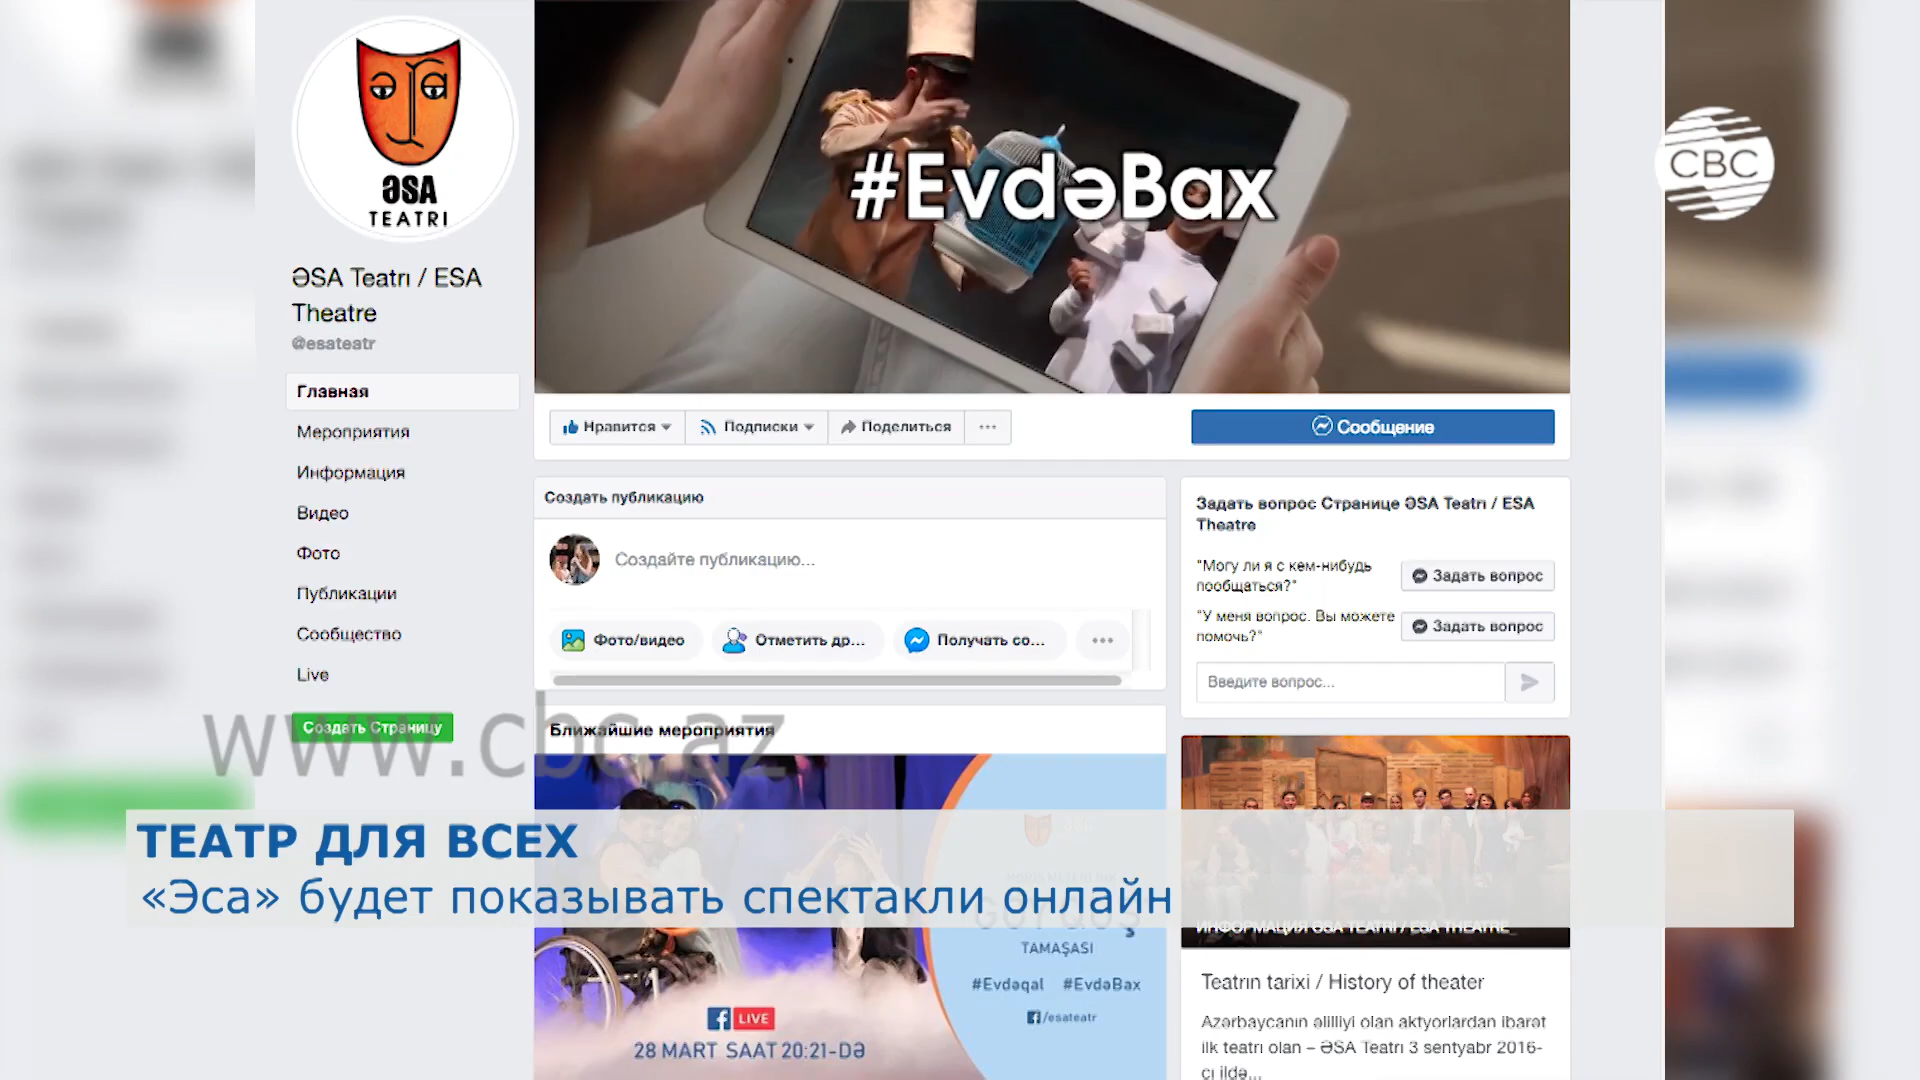 ƏSA
TEATRI
ƏSA Teatrı / ESA
Theatre
@esateatr
Главная
Мероприятия
Информация
Видео
Фото
Публикации
Сообщество
Live
Создать Страницу
#EvdəBax
CBC
Нравится
Подписки
Поделиться
Сообщение
Создать публикацию
Создайте публикацию...
Фото/видео
Отметить др...
Получать со...
Задать вопрос Странице ƏSA Teatrı / ESA
Theatre
"Могу ли я с кем-нибудь
пообщаться?"
Задать вопрос
"У меня вопрос. Вы можете
помочь?"
Задать вопрос
Введите вопрос...
Ближайшие мероприятия
www.cbc.az
ТЕАТР ДЛЯ ВСЕХ
«Эса» будет показывать спектакли онлайн
TAMAŞASI
#Evdəqal #EvdəBax
/esateatr
LIVE
28 MART SAAT 20:21-DƏ
ИНФОРМАЦИЯ ƏSA TEATRI / ESA THEATRE_
Teatrın tarixi / History of theater
Azərbaycanın əlilliyi olan aktyorlardan ibarət
ilk teatrı olan – ƏSA Teatrı 3 sentyabr 2016-
cı ildə...